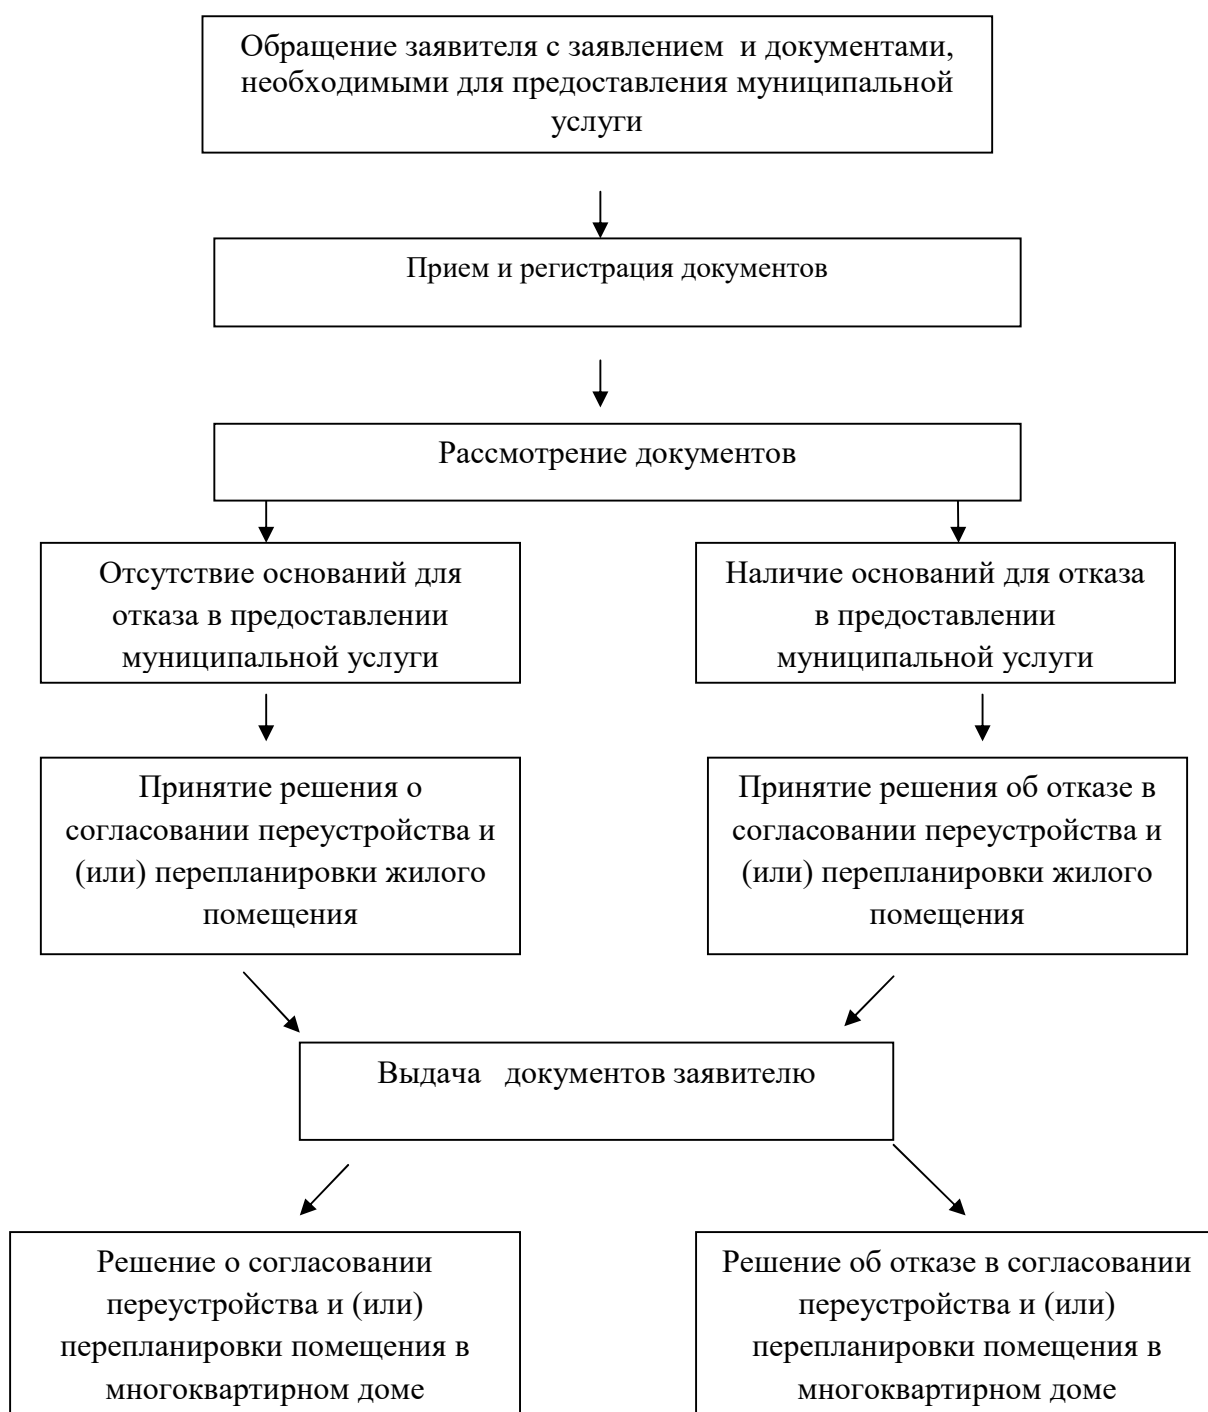 Обращение заявителя с заявлением и документами,
необходимыми для предоставления муниципальной
услуги
Прием и регистрация документов
Рассмотрение документов
Отсутствие оснований для
отказа в предоставлении
муниципальной услуги
Наличие оснований для отказа
в предоставлении
муниципальной услуги
Принятие решения о
согласовании переустройства и
(или) перепланировки жилого
помещения
Принятие решения об отказе в
согласовании переустройства и
(или) перепланировки жилого
помещения
Выдача документов заявителю
Решение о согласовании
переустройства и (или)
перепланировки помещения в
многоквартирном доме
Решение об отказе в согласовании
переустройства и (или)
перепланировки помещения в
многоквартирном доме